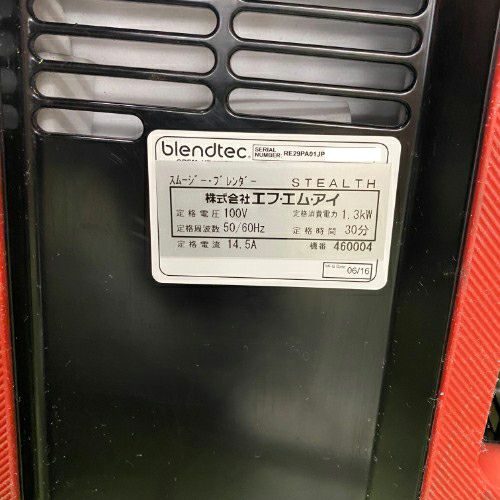 blendtec
SERIAL NUMBER: RE29PA01JP
スムージー・ブレンダー STEALTH
株式会社エフ・エム・アイ
定格電圧 100V 定格消費電力 1.3kW
定格周波数 50/60Hz 定格時間 30分
定格電流 14.5A 機番 460004
06/16